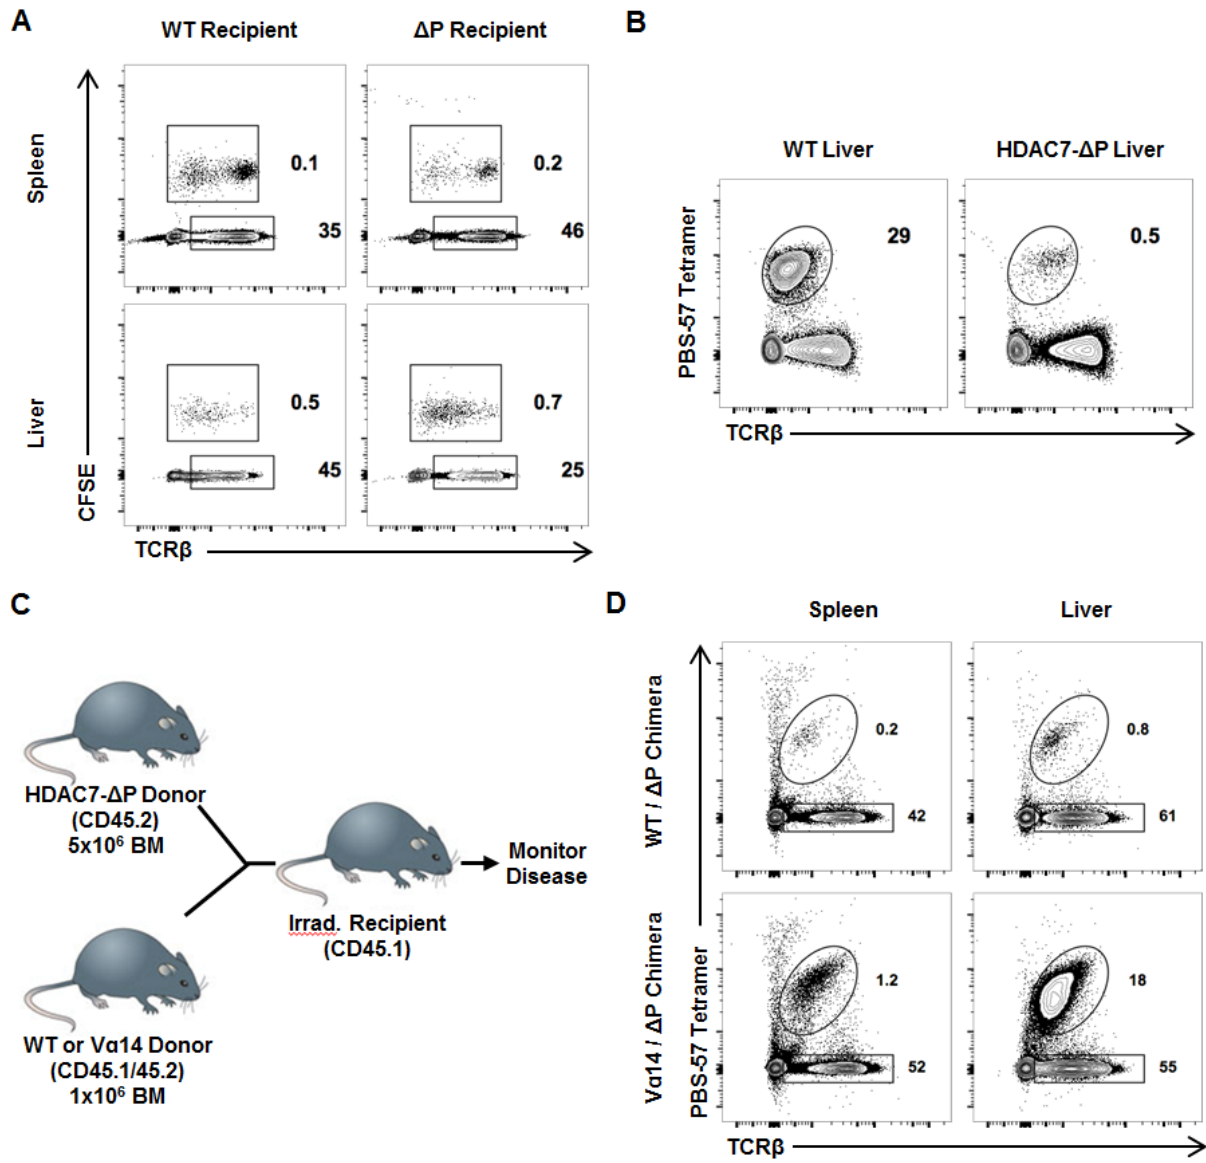 A
WT Recipient
ΔP Recipient
Spleen
0.1
35
0.2
46
Liver
0.5
45
0.7
25
CFSE
TCRβ
B
WT Liver
HDAC7-ΔP Liver
PBS-57 Tetramer
29
0.5
TCRβ
C
HDAC7-ΔP Donor
(CD45.2)
5x10⁶ BM
WT or Vα14 Donor
(CD45.1/45.2)
1x10⁶ BM
Irrad. Recipient
(CD45.1)
Monitor
Disease
D
Spleen
Liver
WT / ΔP Chimera
0.2
42
0.8
61
Vα14 / ΔP Chimera
PBS-57 Tetramer
1.2
52
18
55
TCRβ